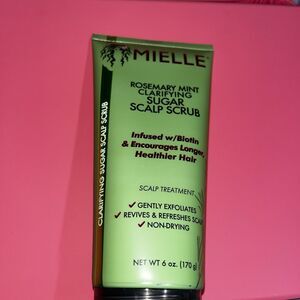 MIELLE
ROSEMARY MINT
CLARIFYING
SUGAR
SCALP SCRUB
Infused w/Biotin
& Encourages Longer,
Healthier Hair
SCALP TREATMENT
✓ GENTLY EXFOLIATES
✓ REVIVES & REFRESHES SCALP
✓ NON-DRYING
NET WT 6 oz. (170 g)
CLARIFYING SUGAR SCALP SCRUB